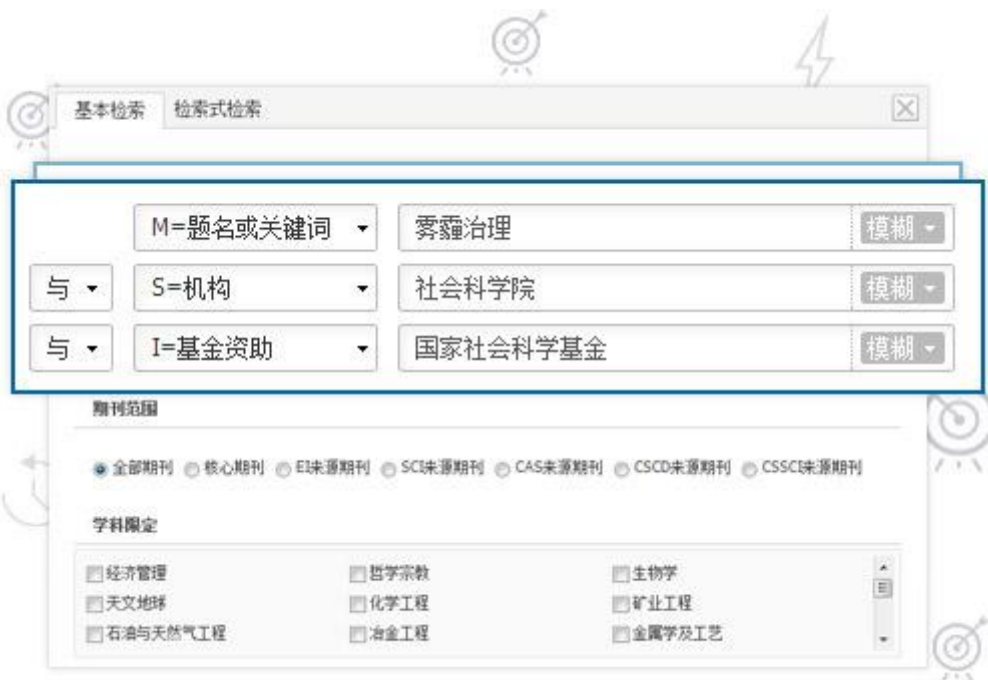 基本检索 检索式检索
M=题名或关键词 雾霾治理 模糊
与 S=机构 社会科学院 模糊
与 I=基金资助 国家社会科学基金 模糊
期刊范围
全部期刊 核心期刊 EI来源期刊 SCI来源期刊 CAS来源期刊 CSCD来源期刊 CSSCI来源期刊
学科限定
经济管理 哲学宗教 生物学
天文地球 化学工程 矿业工程
石油与天然气工程 冶金工程 金属学及工艺